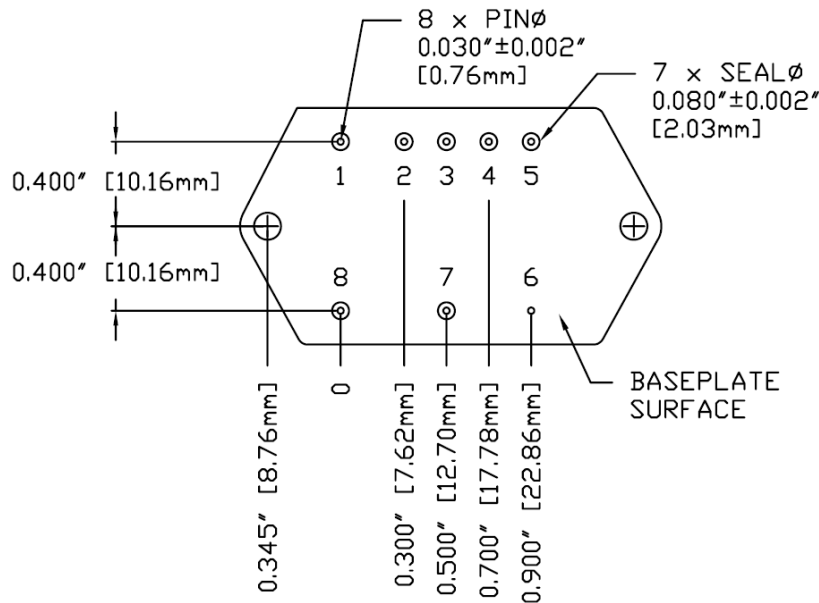 8 x PINØ
0.030"±0.002"
[0.76mm]
7 x SEALØ
0.080"±0.002"
[2.03mm]
0.400" [10.16mm]
1 2 3 4 5
0.400" [10.16mm]
8 7 6
BASEPLATE
SURFACE
0.345" [8.76mm]
0
0.300" [7.62mm]
0.500" [12.70mm]
0.700" [17.78mm]
0.900" [22.86mm]